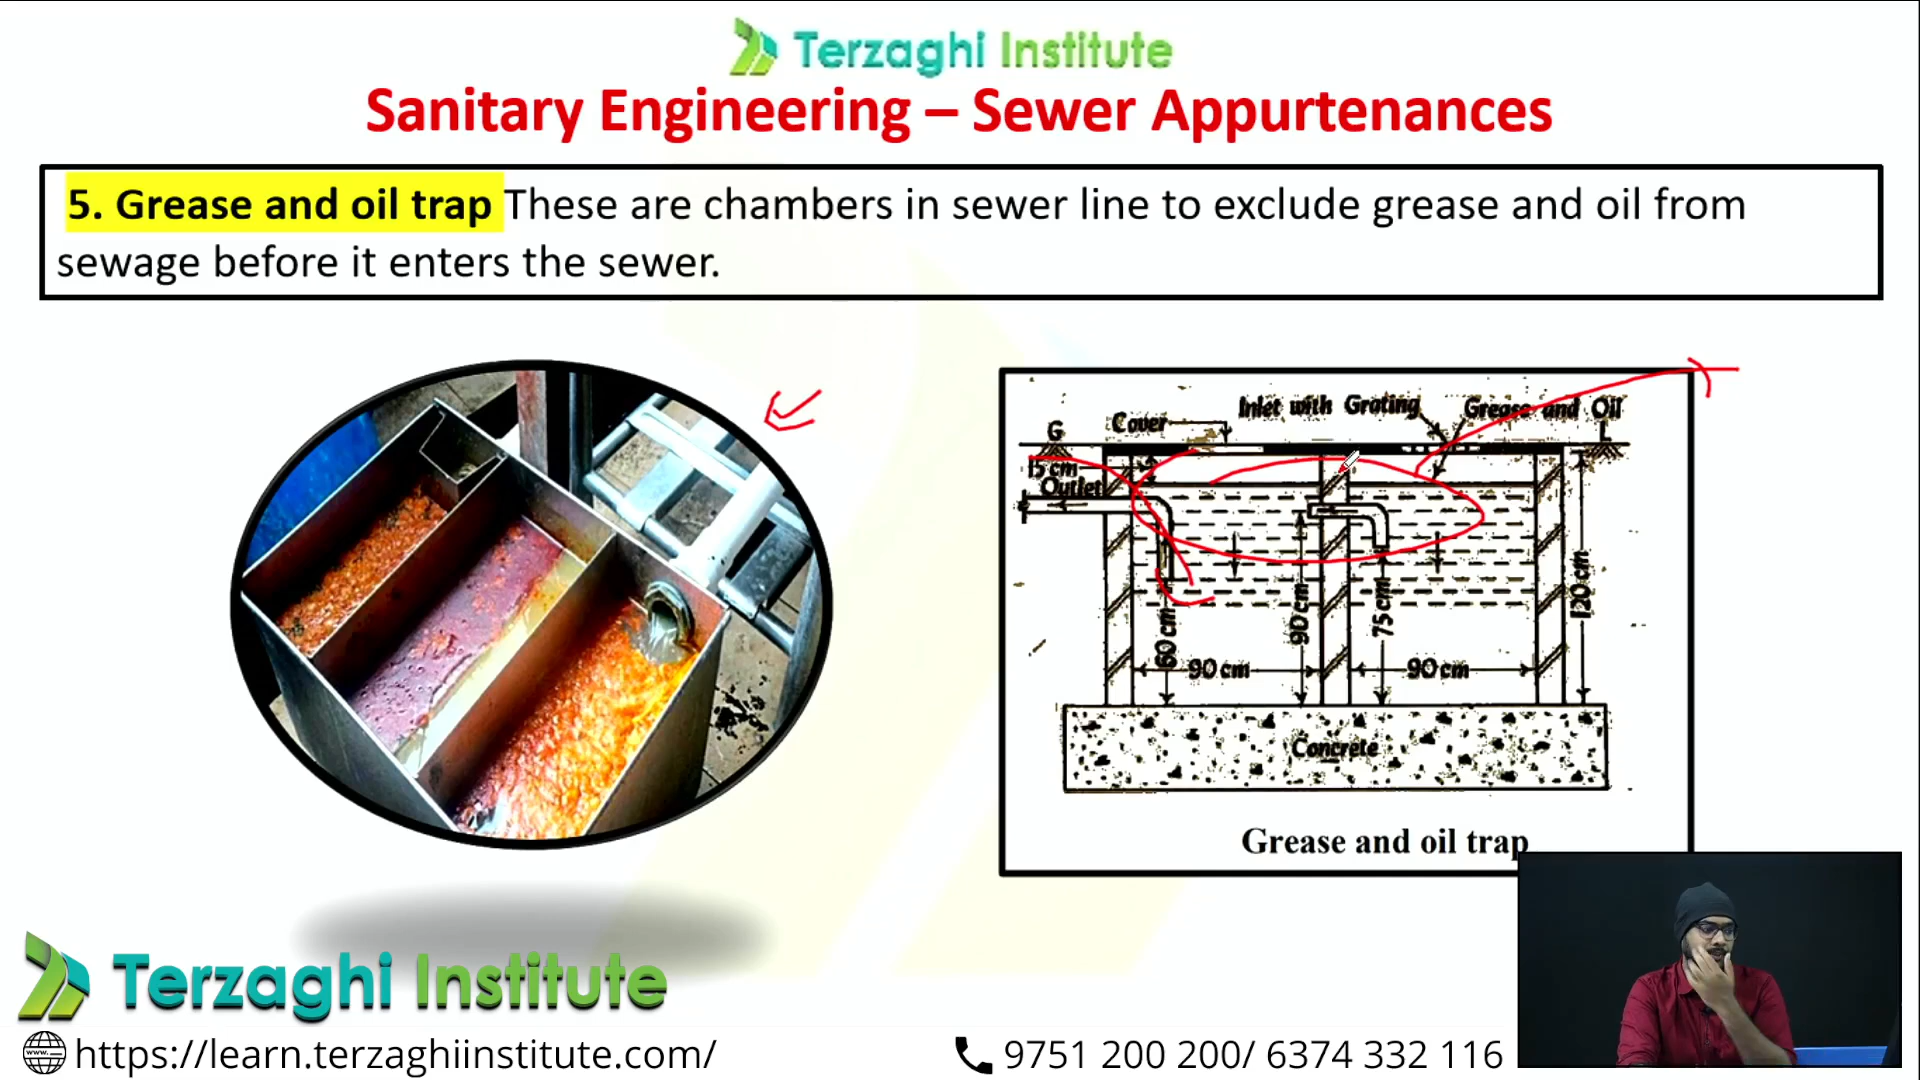 Terzaghi Institute
Sanitary Engineering – Sewer Appurtenances
5. Grease and oil trap These are chambers in sewer line to exclude grease and oil from
sewage before it enters the sewer.
Inlet with Grating
Grease and Oil
Cover
G
L
15 cm
Outlet
60 cm
90 cm
75 cm
120 cm
90 cm
90 cm
Concrete
Grease and oil trap
Terzaghi Institute
www.
https://learn.terzaghiinstitute.com/
9751 200 200/ 6374 332 116